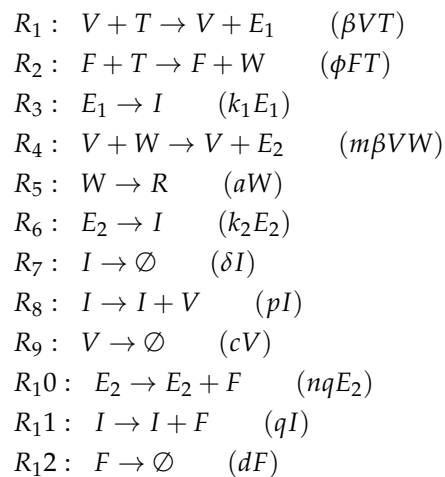 R₁ : V + T → V + E₁ (βVT)
R₂ : F + T → F + W (ϕFT)
R₃ : E₁ → I (k₁E₁)
R₄ : V + W → V + E₂ (mβVW)
R₅ : W → R (aW)
R₆ : E₂ → I (k₂E₂)
R₇ : I → ∅ (δI)
R₈ : I → I + V (pI)
R₉ : V → ∅ (cV)
R₁0 : E₂ → E₂ + F (nqE₂)
R₁1 : I → I + F (qI)
R₁2 : F → ∅ (dF)